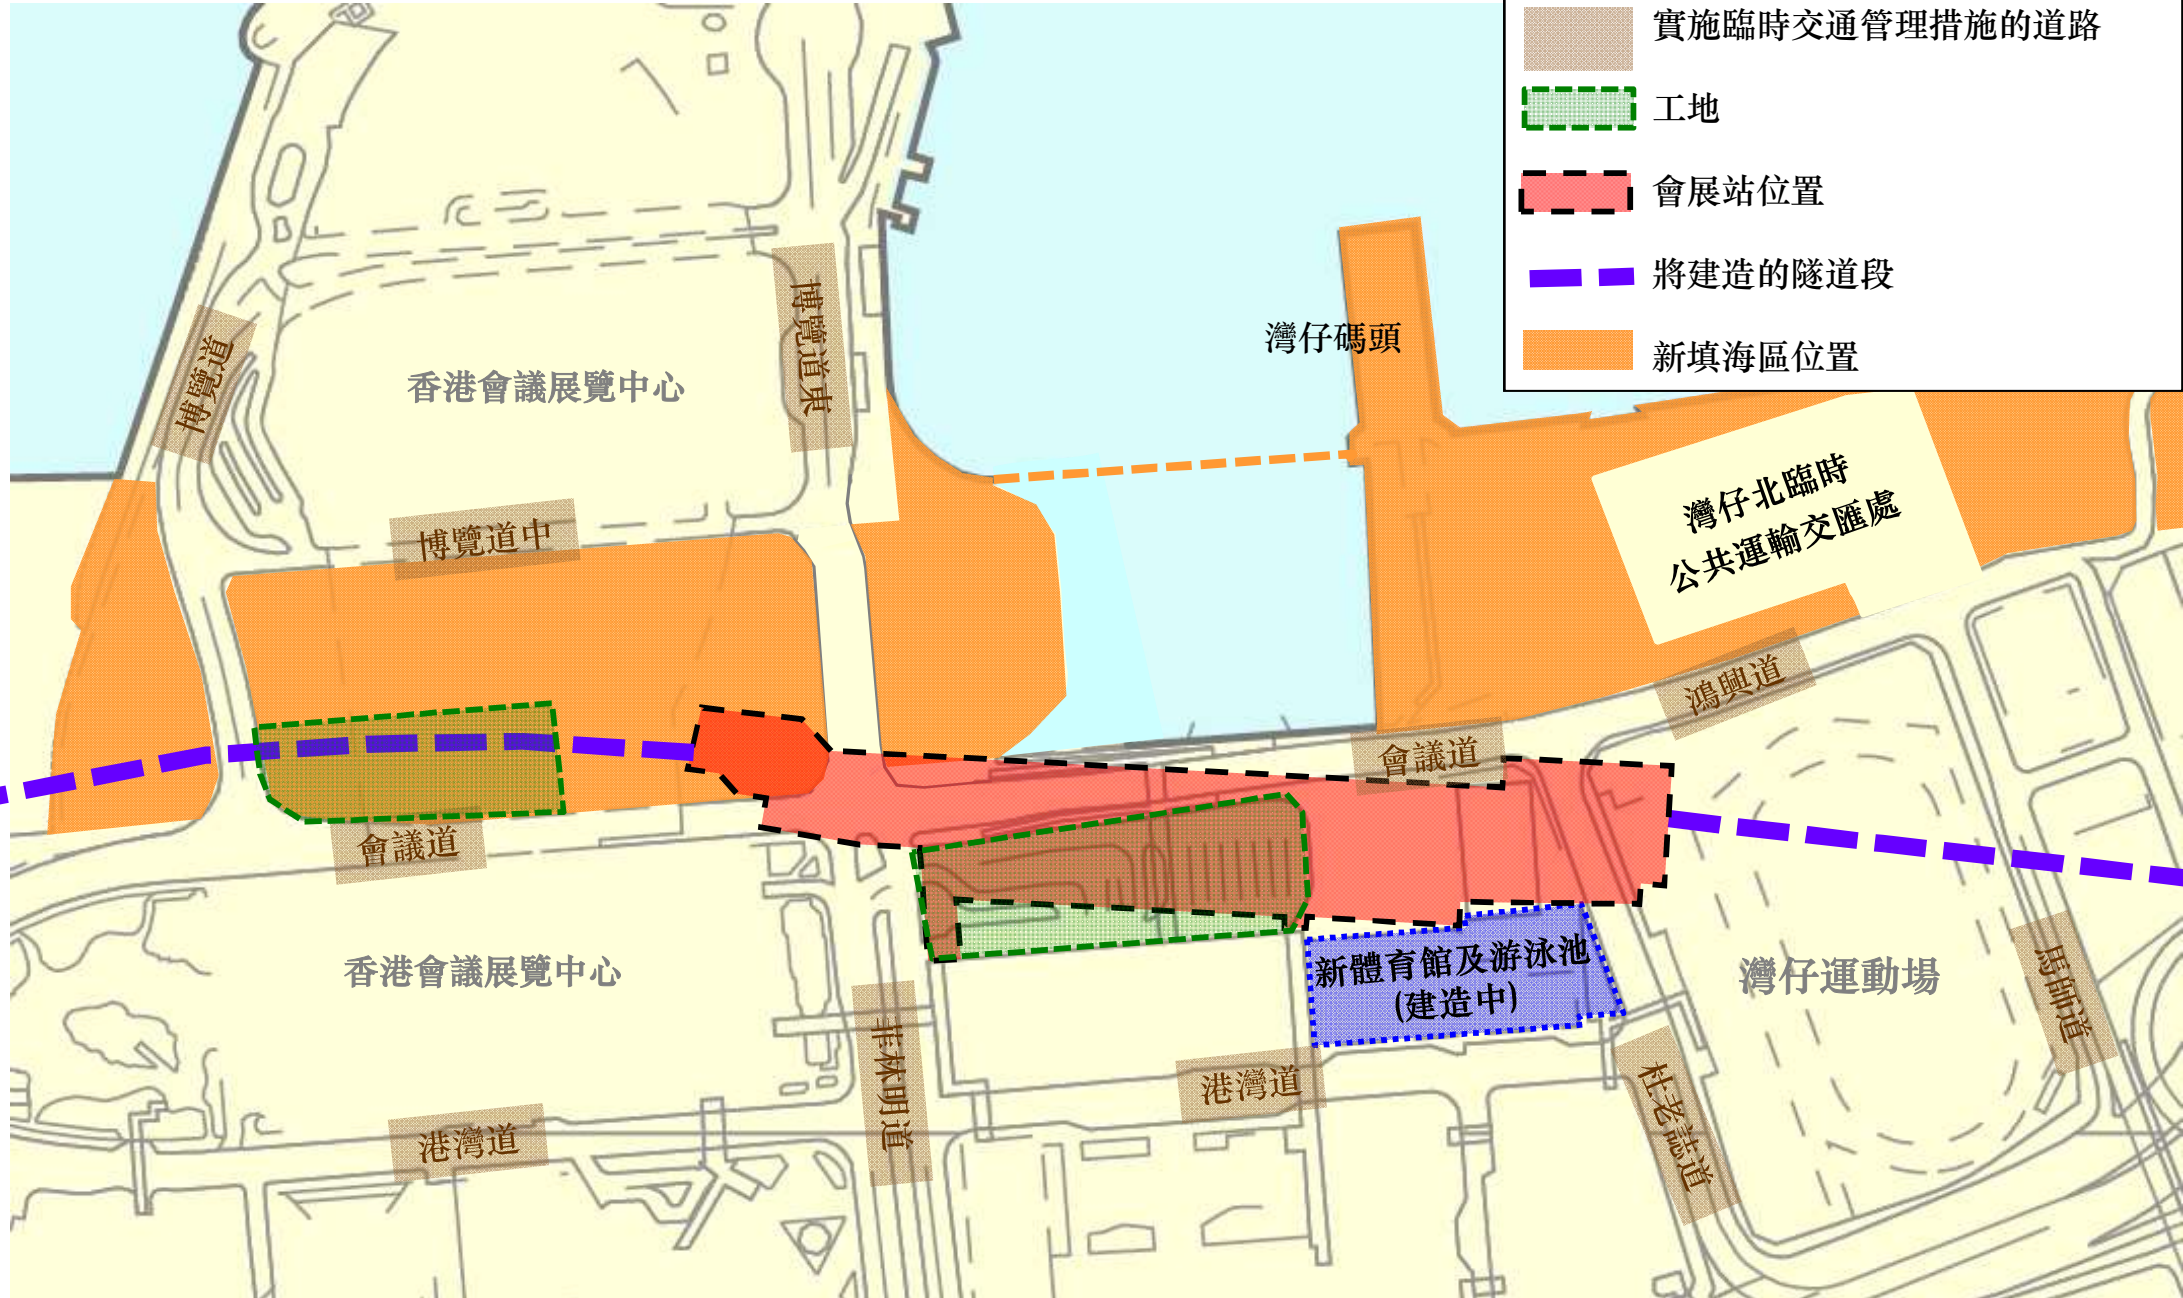 實施臨時交通管理措施的道路
工地
會展站位置
將建造的隧道段
新填海區位置
博覽道東
灣仔碼頭
博覽道
香港會議展覽中心
灣仔北臨時
公共運輸交匯處
博覽道中
鴻興道
會議道
會議道
香港會議展覽中心
新體育館及游泳池
(建造中)
灣仔運動場
馬師道
菲林明道
港灣道
杜老誌道
港灣道